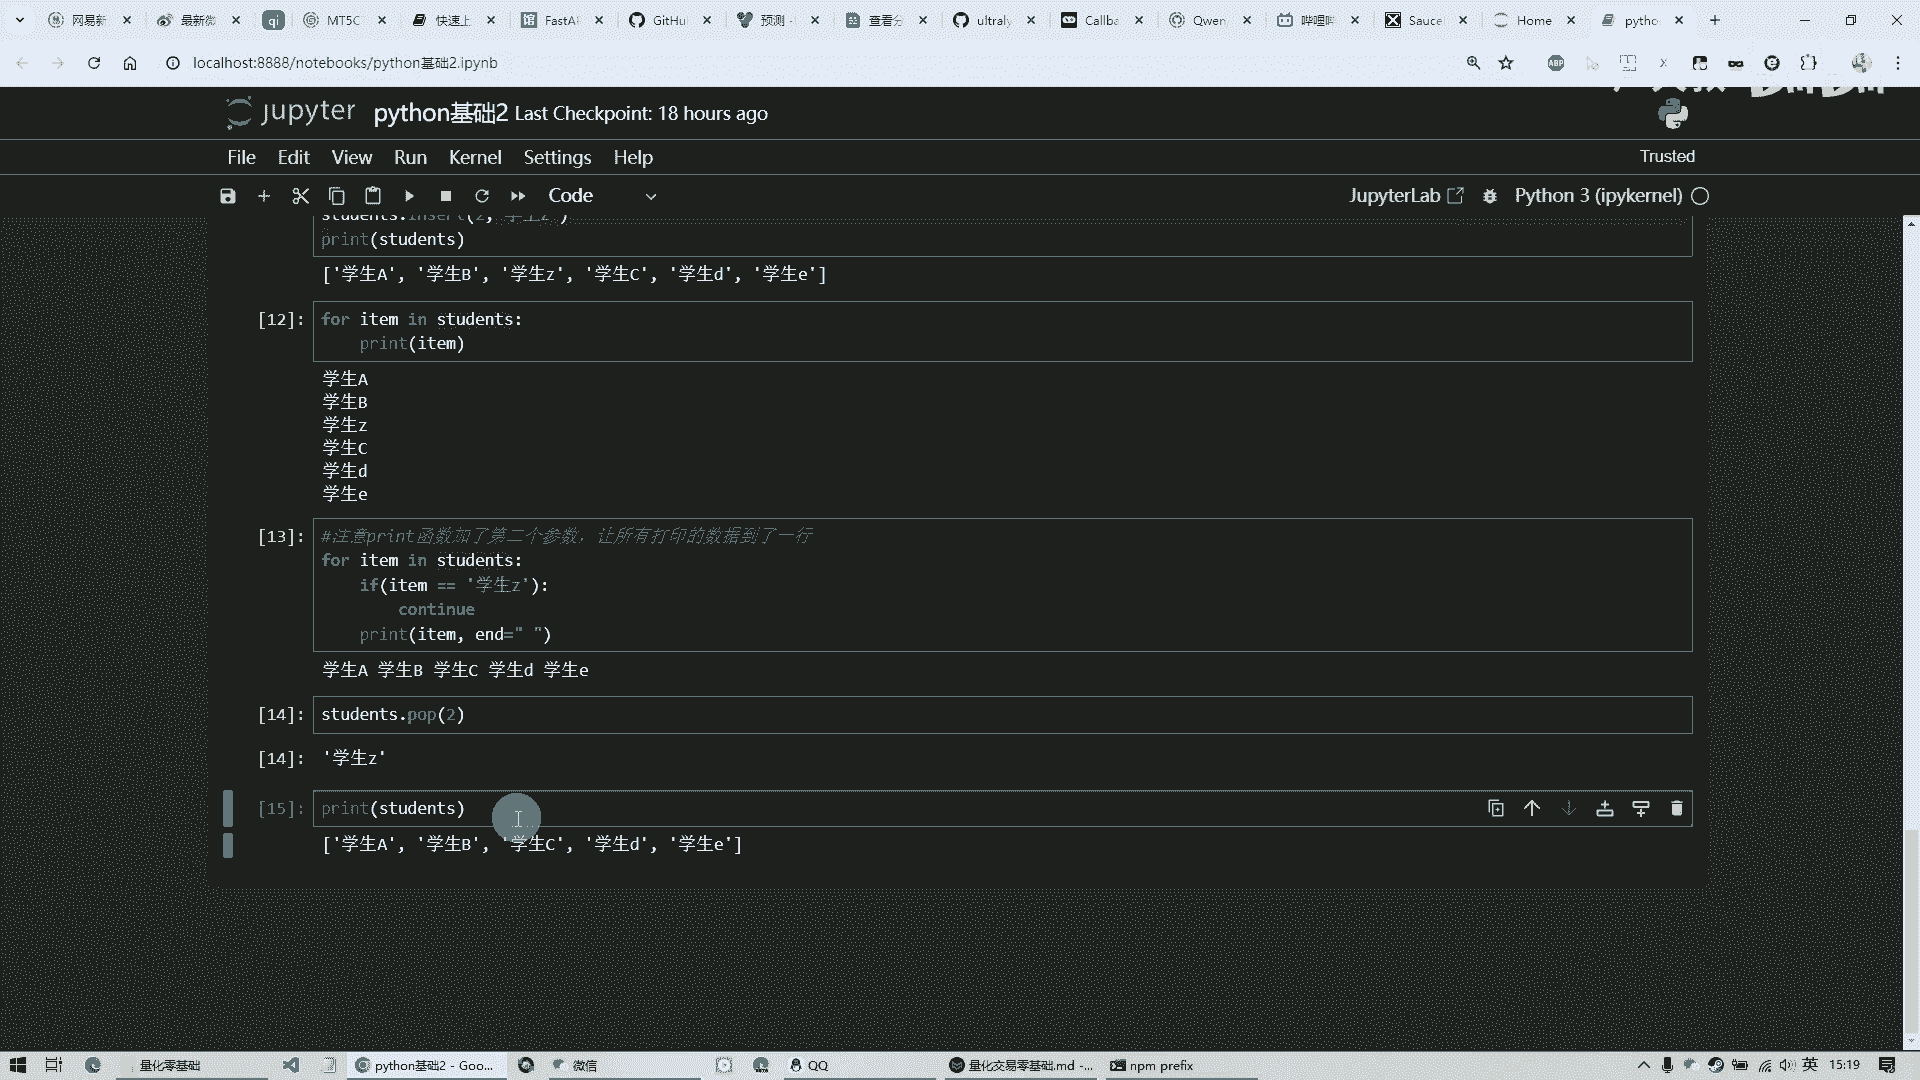 网易新
最新微
qi
MT5C
快速上
FastAI
GitHu
预测 -
查看分
ultraly
Callba
Qwen
哔哩哔
Sauce
Home
pytho
localhost:8888/notebooks/python基础2.ipynb
ABP
jupyter python基础2 Last Checkpoint: 18 hours ago
File Edit View Run Kernel Settings Help
Trusted
Code
JupyterLab
Python 3 (ipykernel)
students.insert(2, '学生z')
print(students)
['学生A', '学生B', '学生z', '学生C', '学生d', '学生e']
[12]: for item in students:
print(item)
学生A
学生B
学生z
学生C
学生d
学生e
[13]: #注意print函数加了第二个参数，让所有打印的数据到了一行
for item in students:
if(item == '学生z'):
continue
print(item, end=" ")
学生A 学生B 学生C 学生d 学生e
[14]: students.pop(2)
[14]: '学生z'
[15]: print(students)
['学生A', '学生B', '学生C', '学生d', '学生e']
量化零基础
python基础2 - Goo...
微信
QQ
量化交易零基础.md -...
npm prefix
英
15:19